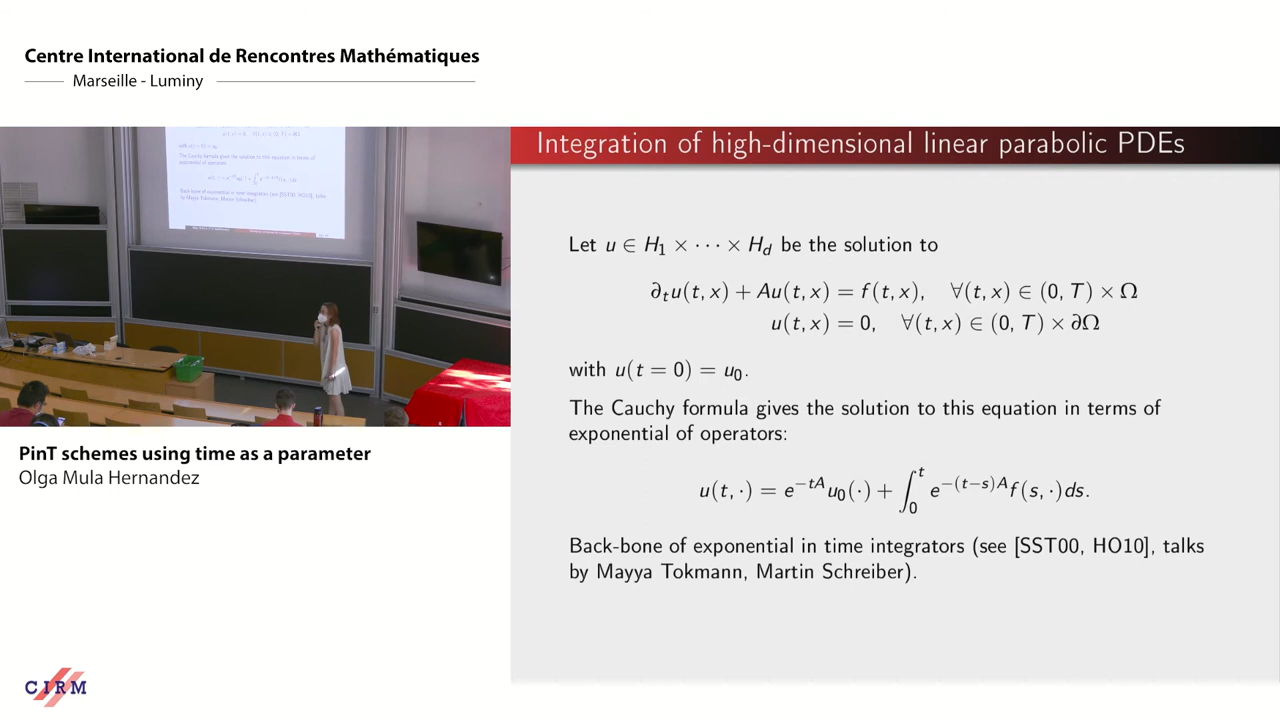 Centre International de Rencontres Mathématiques
Marseille - Luminy
Integration of high-dimensional linear parabolic PDEs
Let u ∈ H₁ × · · · × H_d be the solution to
∂ₜu(t, x) + Au(t, x) = f(t, x), ∀(t, x) ∈ (0, T) × Ω
u(t, x) = 0, ∀(t, x) ∈ (0, T) × ∂Ω
with u(t = 0) = u₀.
The Cauchy formula gives the solution to this equation in terms of
exponential of operators:
u(t, ·) = e^{−tA}u₀(·) + ∫₀ᵗ e^{−(t−s)A}f(s, ·)ds.
Back-bone of exponential in time integrators (see [SST00, HO10], talks
by Mayya Tokmann, Martin Schreiber).
PinT schemes using time as a parameter
Olga Mula Hernandez
CIRM